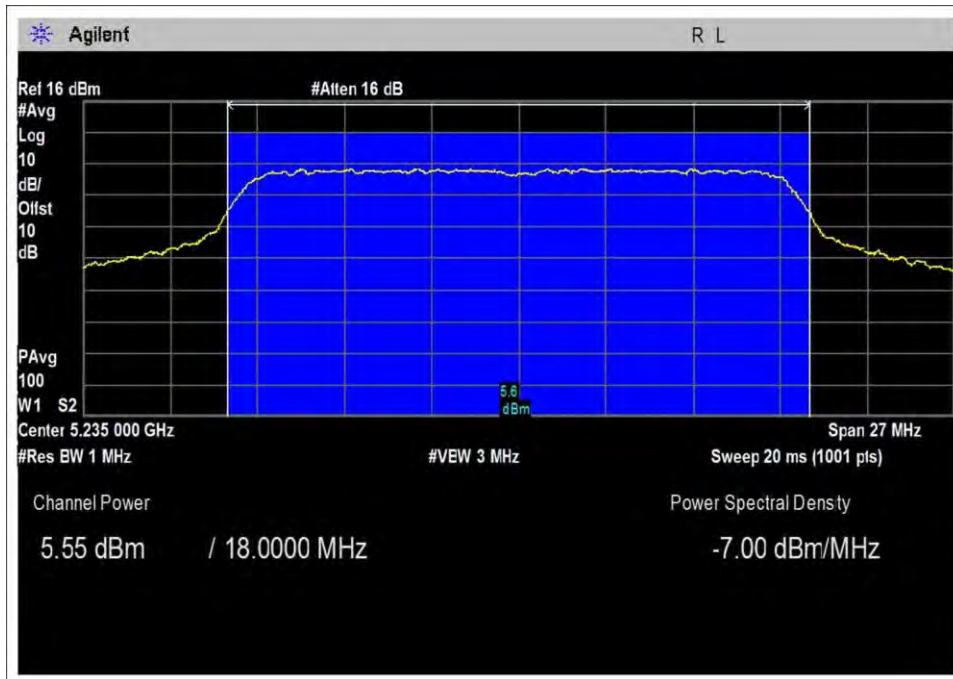 Agilent R L
Ref 16 dBm #Atten 16 dB
#Avg
Log
10
dB/
Offst
10
dB
PAvg
100
W1 S2
5.6
dBm
Center 5.235 000 GHz Span 27 MHz
#Res BW 1 MHz #VBW 3 MHz Sweep 20 ms (1001 pts)
Channel Power Power Spectral Density
5.55 dBm / 18.0000 MHz -7.00 dBm/MHz